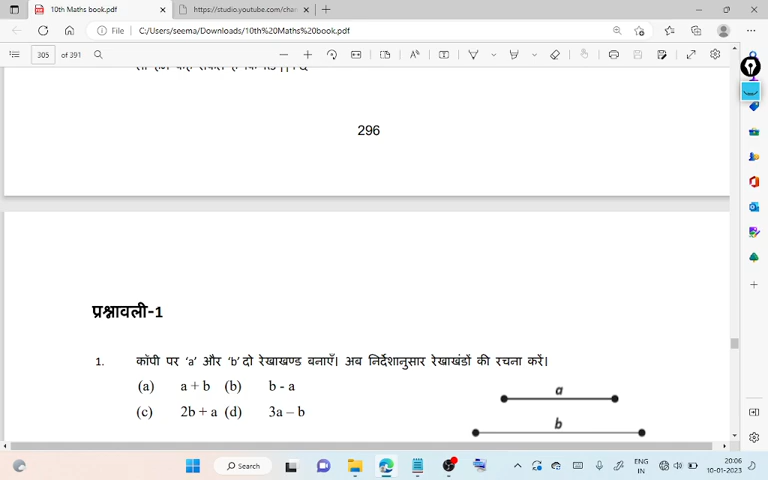 10th Maths book.pdf
https://studio.youtube.com/chan
File
C:/Users/seema/Downloads/10th%20Maths%20book.pdf
305 of 391
296
प्रश्नावली-1
1. कॉपी पर 'a' और 'b' दो रेखाखण्ड बनाएँ। अब निर्देशानुसार रेखाखंडों की रचना करें।
(a) a + b (b) b - a
(c) 2b + a (d) 3a – b
a
b
Search
ENG
IN
20:06
10-01-2023